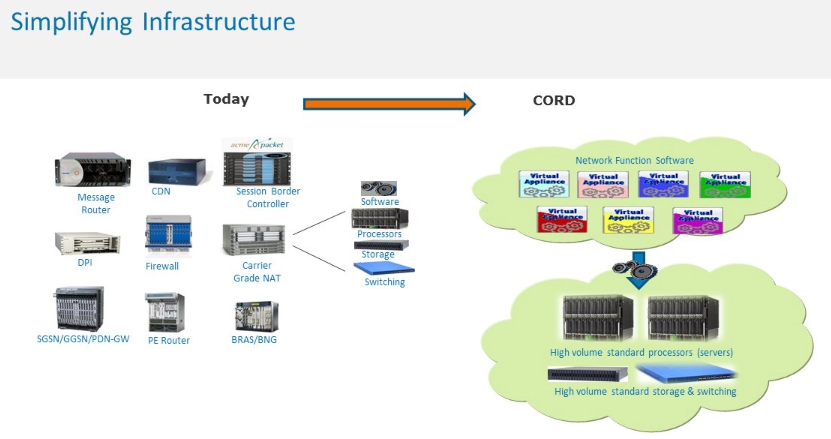 Simplifying Infrastructure
Today
CORD
acme packet
Message
Router
CDN
Session Border
Controller
DPI
Firewall
Carrier
Grade NAT
SGSN/GGSN/PDN-GW
PE Router
BRAS/BNG
Software
Processors
Storage
Switching
Network Function Software
Virtual
Appliance
Virtual
Appliance
Virtual
Appliance
Virtual
Appliance
Virtual
Appliance
Virtual
Appliance
Virtual
Appliance
High volume standard processors (servers)
High volume standard storage & switching